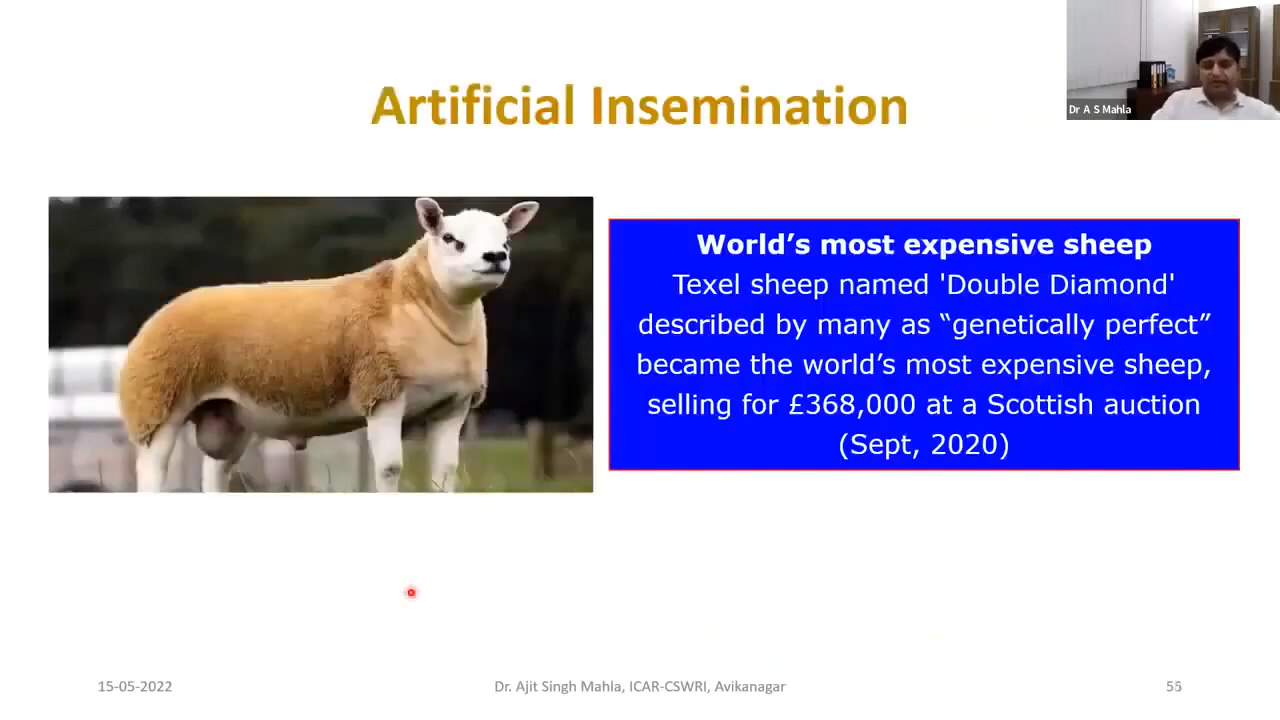 Artificial Insemination
Dr A S Mahla
World’s most expensive sheep
Texel sheep named 'Double Diamond'
described by many as “genetically perfect”
became the world’s most expensive sheep,
selling for £368,000 at a Scottish auction
(Sept, 2020)
15-05-2022
Dr. Ajit Singh Mahla, ICAR-CSWRI, Avikanagar